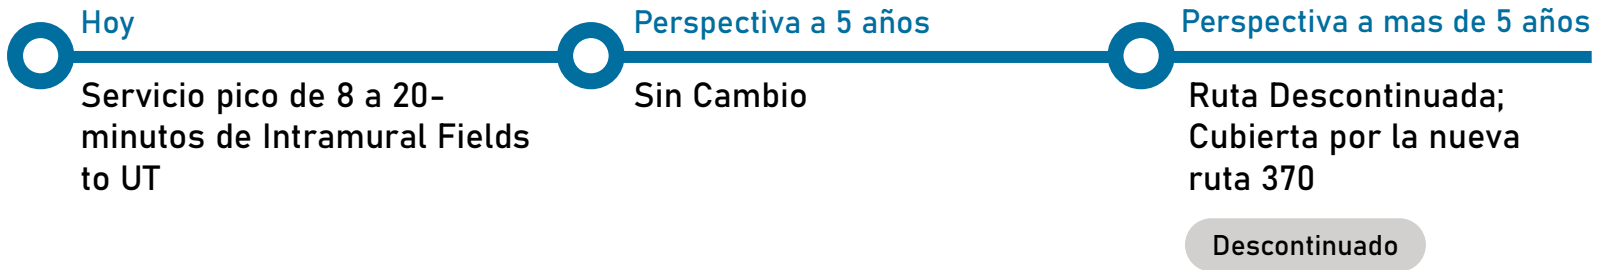 Hoy
Servicio pico de 8 a 20-
minutos de Intramural Fields
to UT
Perspectiva a 5 años
Sin Cambio
Perspectiva a mas de 5 años
Ruta Descontinuada;
Cubierta por la nueva
ruta 370
Descontinuado